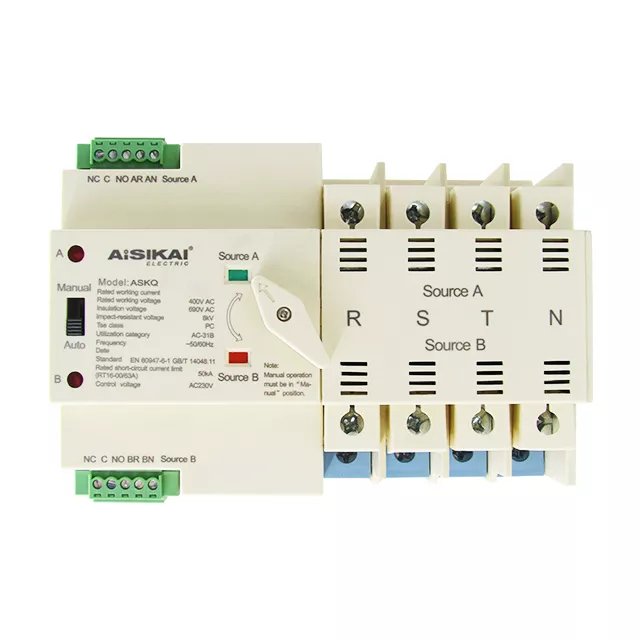 NC C NO AR AN Source A
A
AiSIKAI
ELECTRIC
Source A
Model: ASKQ
Rated working current
Rated working voltage 400V AC
Insulation voltage 690V AC
Impact-resistant voltage 8kV
Tse class PC
Utilization category AC-31B
Frequency ~50/60Hz
Date
Standard EN 60947-6-1 GB/T 14048.11
Rated short-circuit current limit
(RT16-00/63A) 50kA
Control voltage AC230V
Manual
Auto
B
Source B
Note:
Manual operation
must be in "Ma-
nual" position.
Source A
R S T N
Source B
NC C NO BR BN Source B